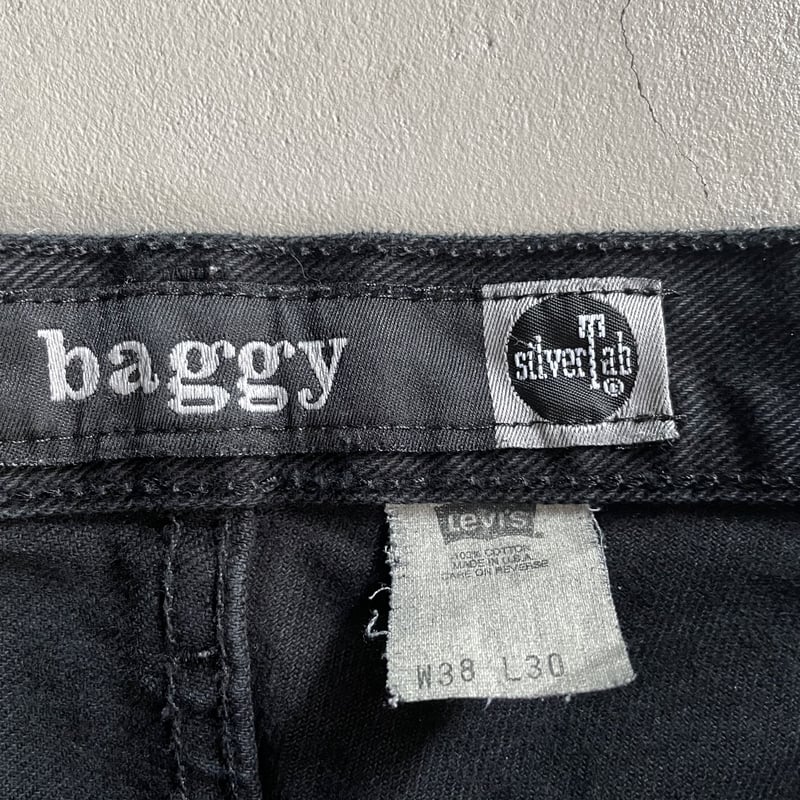 baggy
silverTab®
Levi's
100% COTTON
MADE IN U.S.A.
CARE ON REVERSE
W38 L30